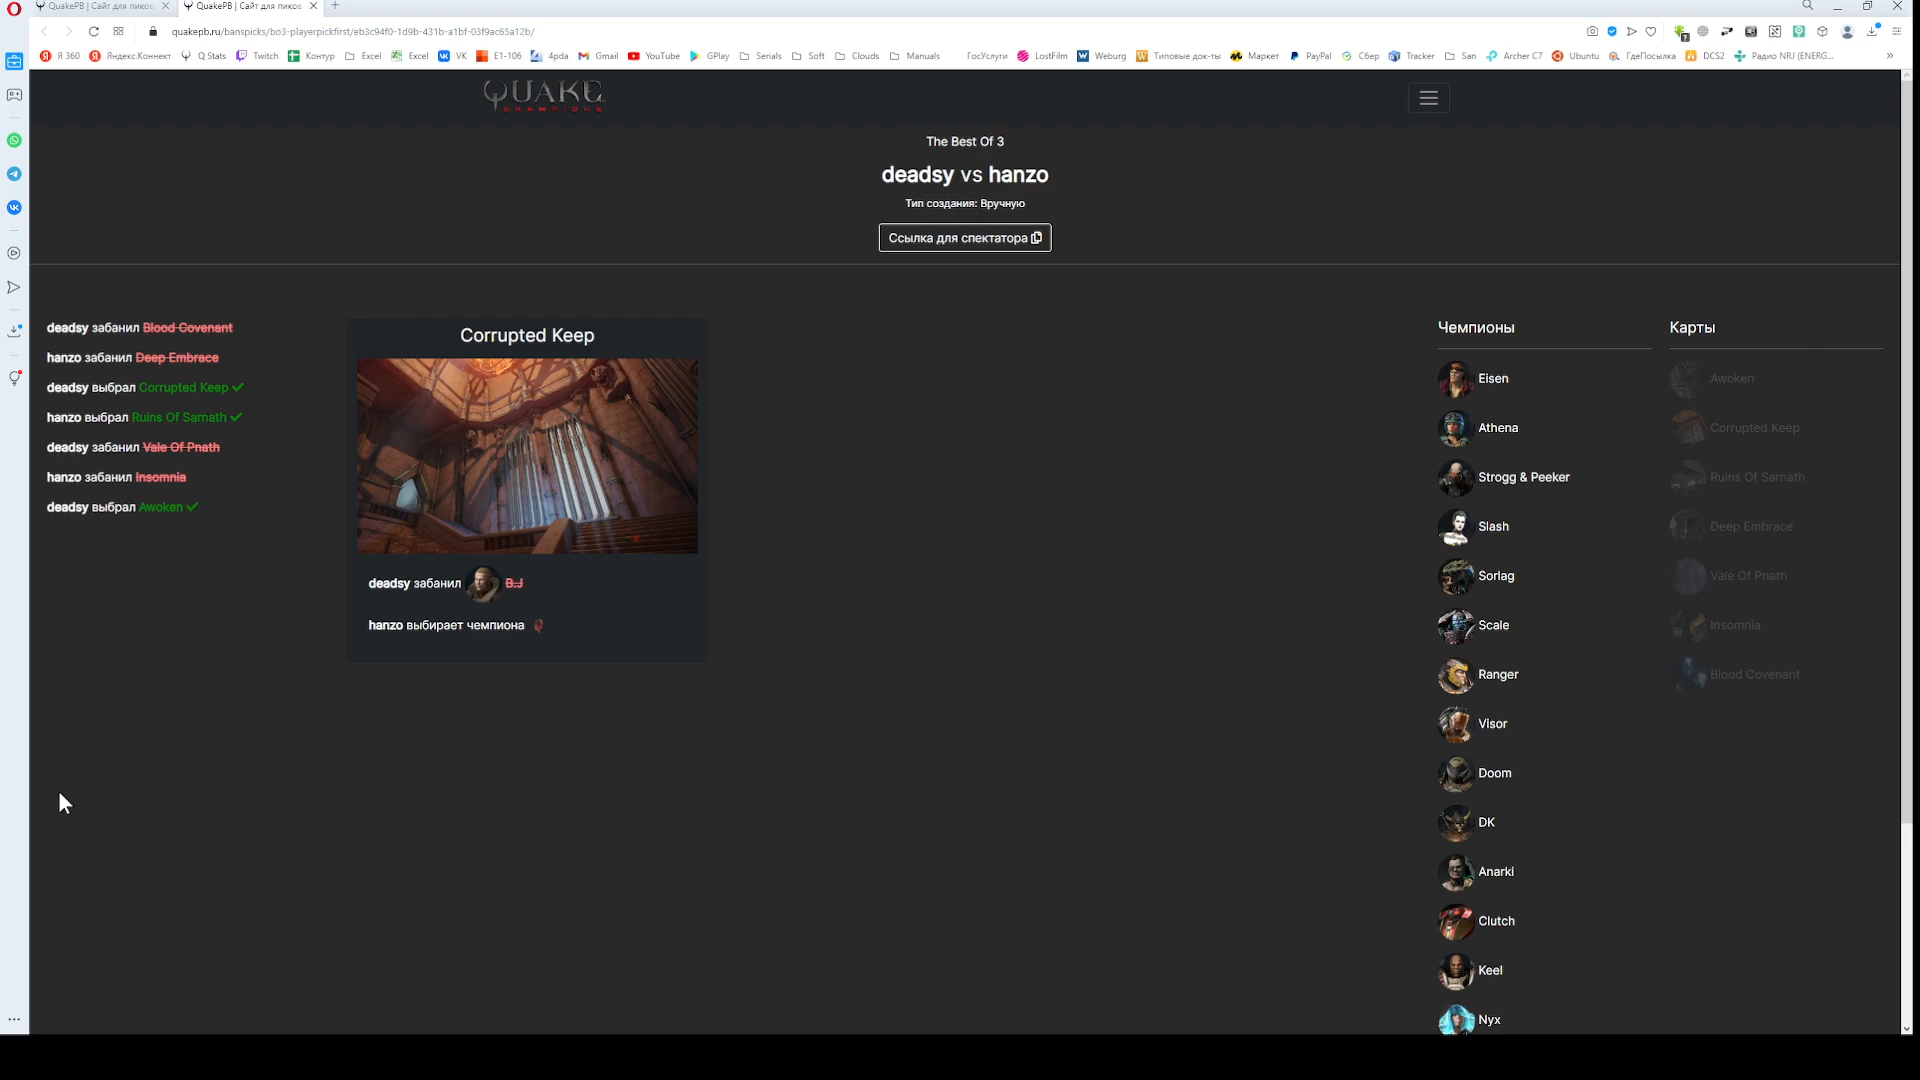 QuakePB | Сайт для пиков
QuakePB | Сайт для пиков
quakepb.ru/banspicks/bo3-playerpickfirst/eb3c94f0-1d9b-431b-a1bf-03f9ac65a12b/
Я 360 Яндекс.Коннект Q Stats Twitch Контур Excel Excel VK E1-106 4pda Gmail YouTube GPlay Serials Soft Clouds Manuals ГосУслуги LostFilm Weburg Типовые док-ты Маркет PayPal Сбер Tracker San Archer C7 Ubuntu ГдеПосылка DCS2 Радио NRJ (ENERG...
QUAKE
CHAMPIONS
The Best Of 3
deadsy vs hanzo
Тип создания: Вручную
Ссылка для спектатора
deadsy забанил Blood Covenant
hanzo забанил Deep Embrace
deadsy выбрал Corrupted Keep
hanzo выбрал Ruins Of Sarnath
deadsy забанил Vale Of Pnath
hanzo забанил Insomnia
deadsy выбрал Awoken
Corrupted Keep
deadsy забанил B.J
hanzo выбирает чемпиона
Чемпионы
Eisen
Athena
Strogg & Peeker
Slash
Sorlag
Scale
Ranger
Visor
Doom
DK
Anarki
Clutch
Keel
Nyx
Карты
Awoken
Corrupted Keep
Ruins Of Sarnath
Deep Embrace
Vale Of Pnath
Insomnia
Blood Covenant